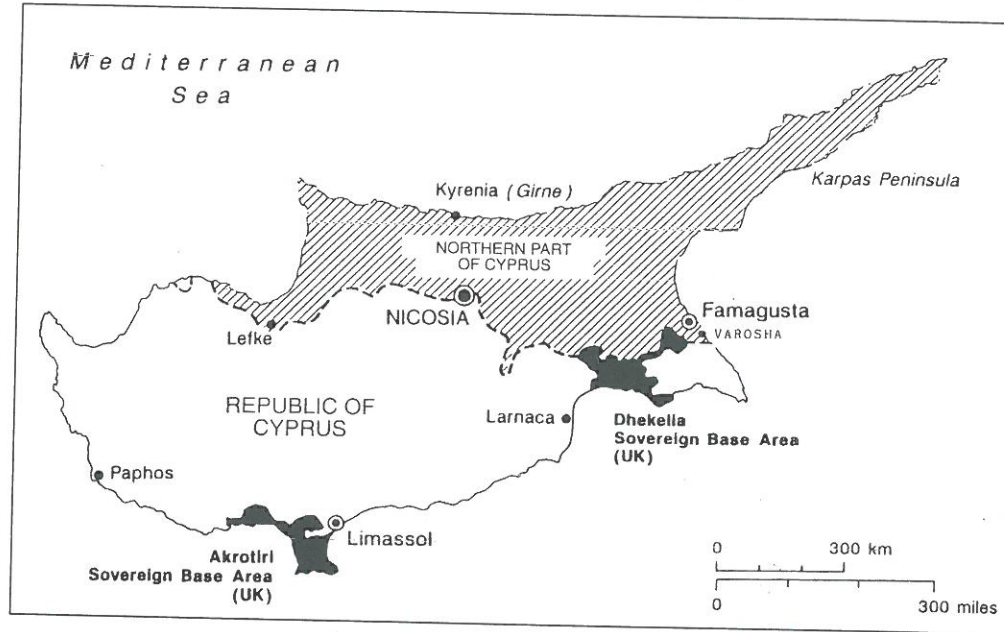 Mediterranean
Sea
Karpas Peninsula
Kyrenia (Girne)
NORTHERN PART
OF CYPRUS
NICOSIA
Famagusta
VAROSHA
Lefke
REPUBLIC OF
CYPRUS
Larnaca
Dhekelia
Sovereign Base Area
(UK)
Paphos
Limassol
Akrotiri
Sovereign Base Area
(UK)
0 300 km
0 300 miles